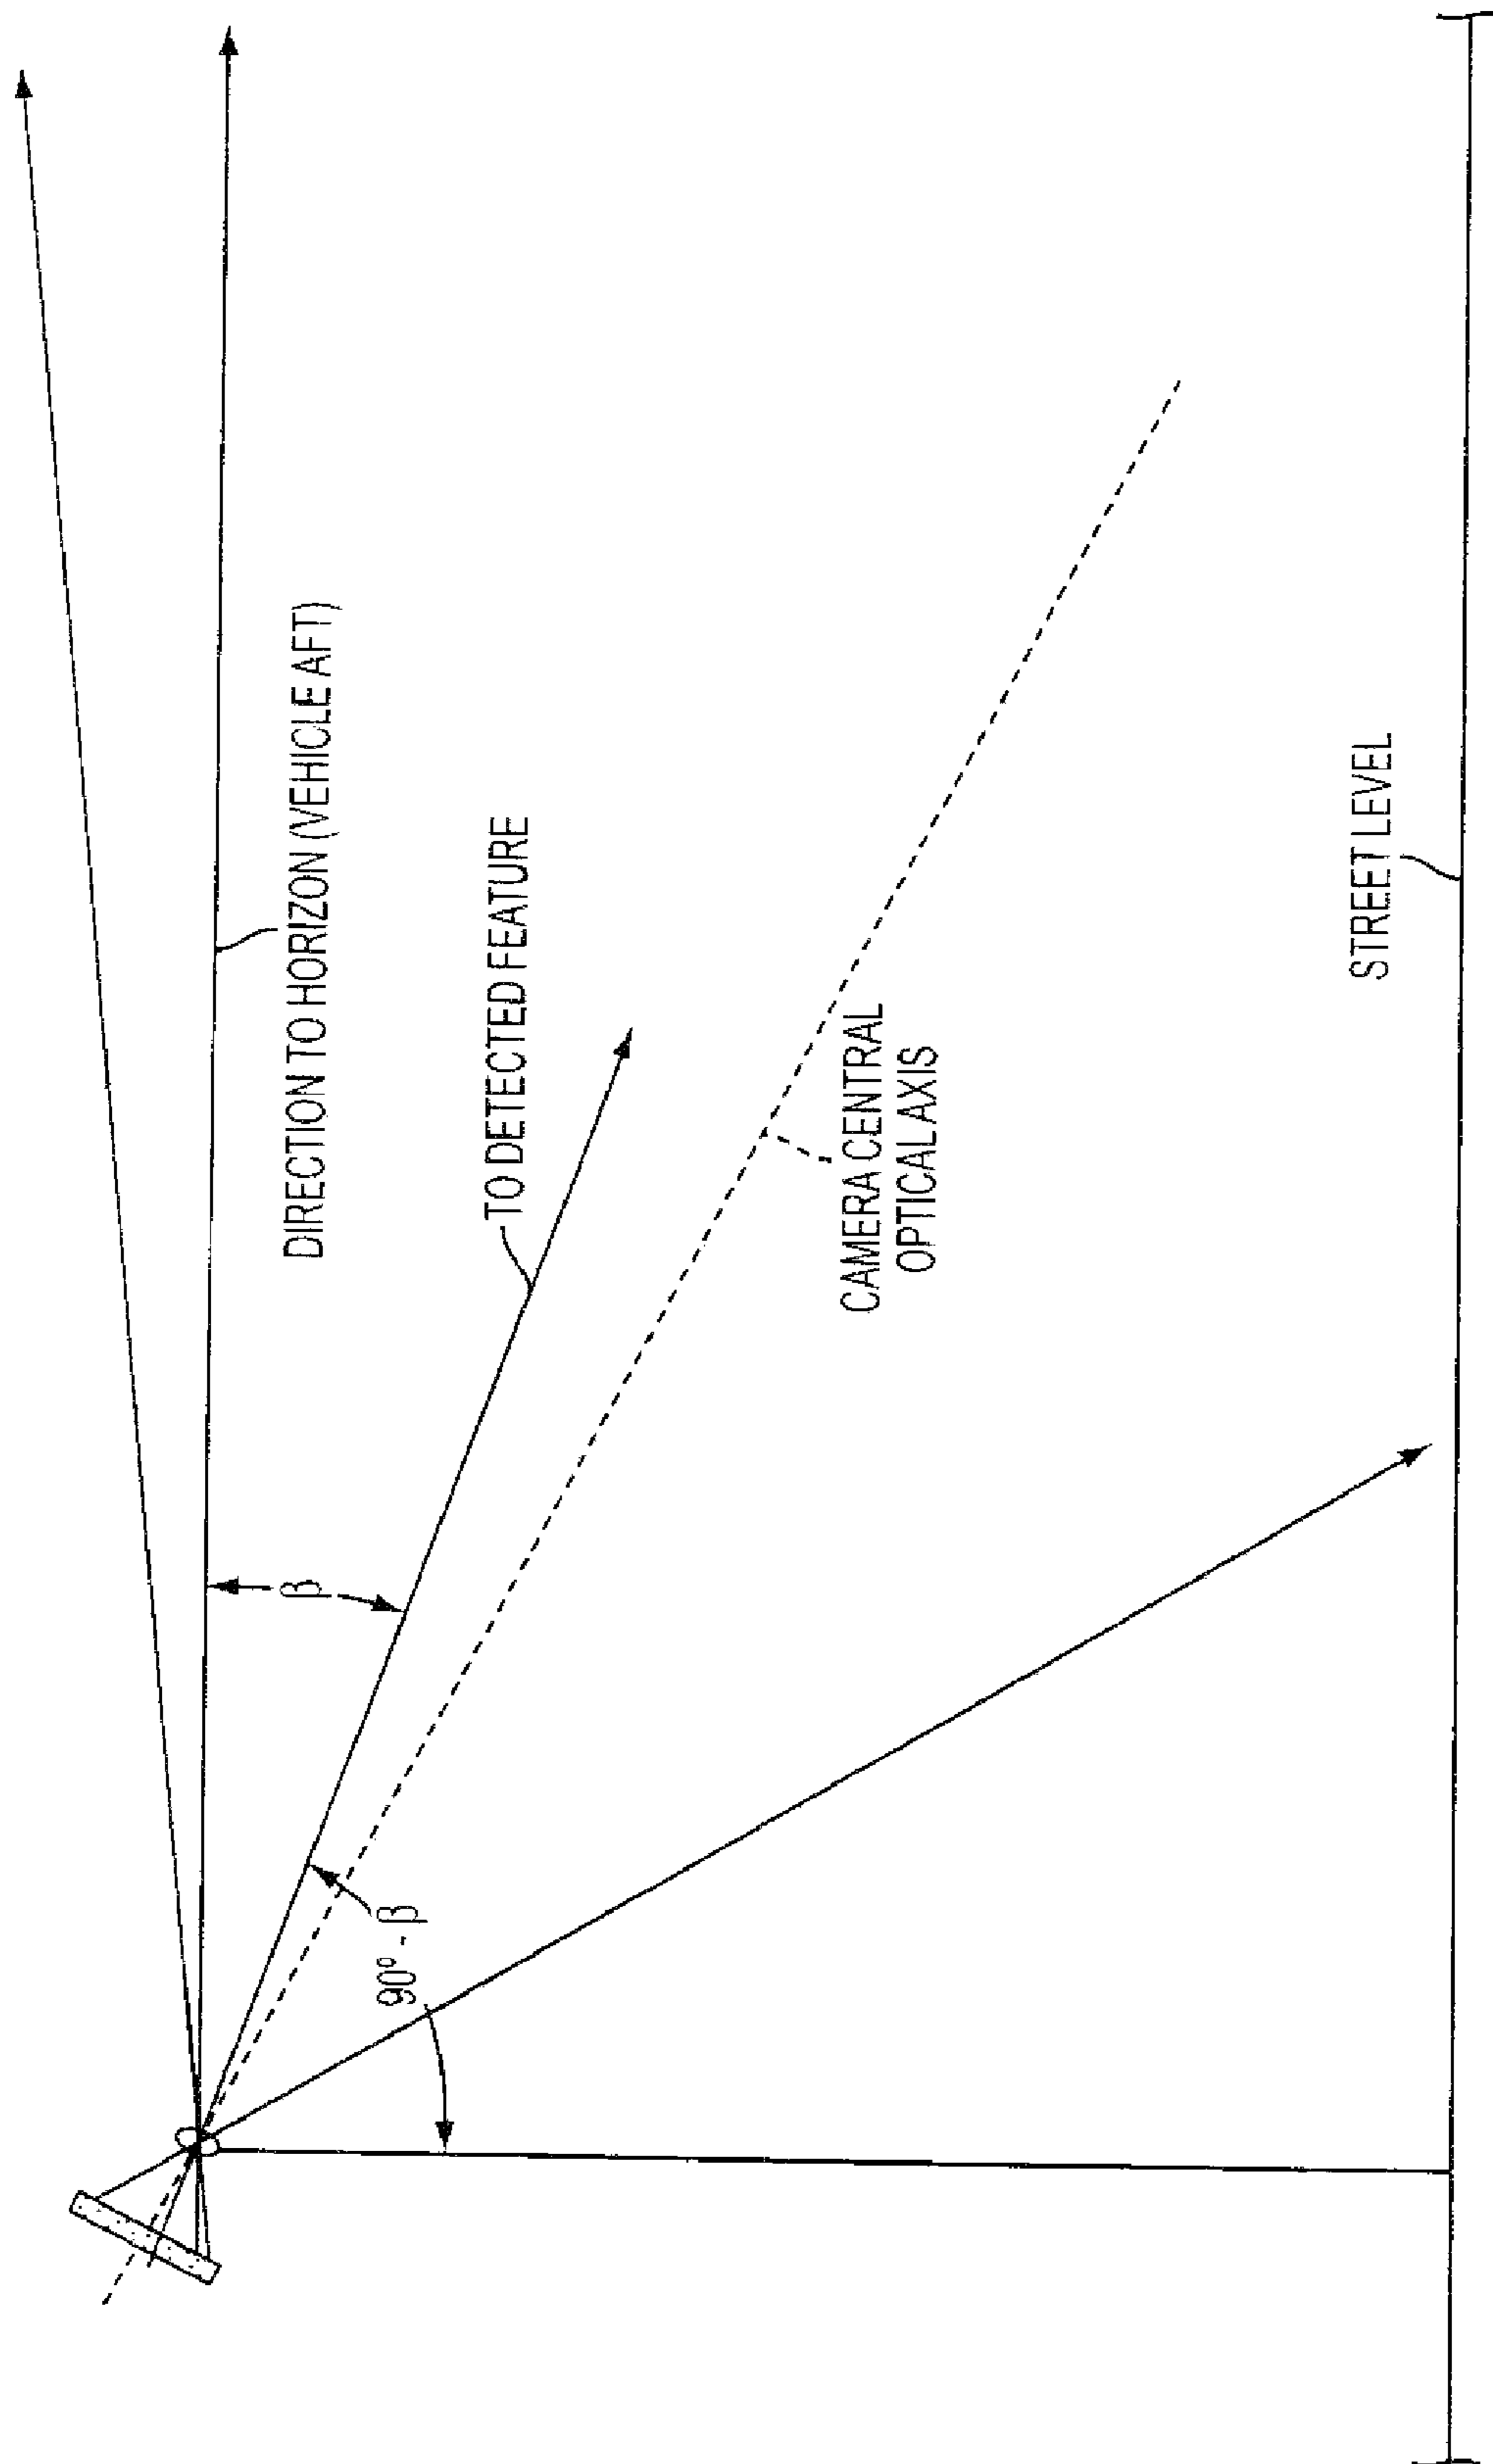 DIRECTION TO HORIZON (VEHICLE AFT)
β
TO DETECTED FEATURE
90° - β
CAMERA CENTRAL
OPTICAL AXIS
STREET LEVEL